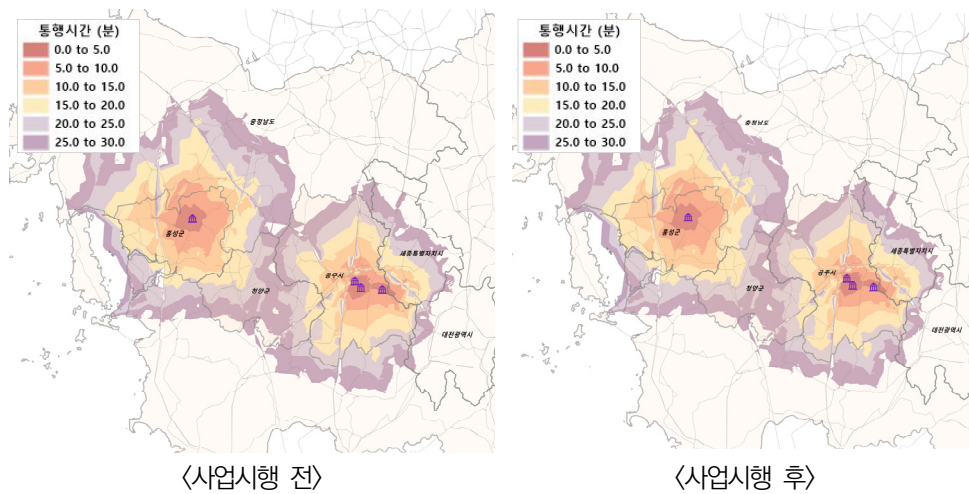 통행시간 (분)
0.0 to 5.0
5.0 to 10.0
10.0 to 15.0
15.0 to 20.0
20.0 to 25.0
25.0 to 30.0
충청남도
홍성군
세종특별자치시
공주시
청양군
대전광역시
〈사업시행 전〉
통행시간 (분)
0.0 to 5.0
5.0 to 10.0
10.0 to 15.0
15.0 to 20.0
20.0 to 25.0
25.0 to 30.0
충청남도
홍성군
세종특별자치시
공주시
청양군
대전광역시
〈사업시행 후〉